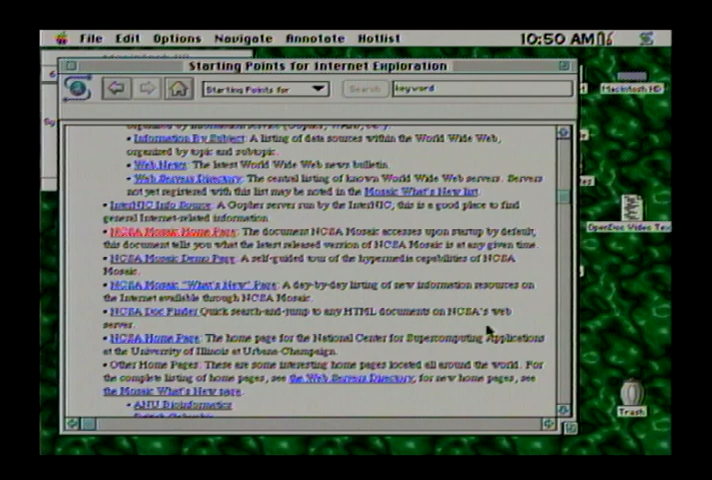 File Edit Options Navigate Annotate Hotlist 10:50 AM
Starting Points for Internet Exploration
Starting Points for Search keyword
Macintosh HD
• Information By Subject: A listing of data sources within the World Wide Web,
organized by topic and subtopic.
• Web News: The latest World Wide Web news bulletin.
• Web Servers Directory: The central listing of known World Wide Web servers. Servers
not yet registered with this list may be noted in the Mosaic What's New list.
• InterNIC Info Source: A Gopher server run by the InterNIC, this is a good place to find
general Internet-related information
• NCSA Mosaic Home Page: The document NCSA Mosaic accesses upon startup by default,
this document tells you what the latest released version of NCSA Mosaic is at any given time.
OpenDoc Video Tex
• NCSA Mosaic Demo Page: A self-guided tour of the hypermedia capabilities of NCSA
Mosaic.
• NCSA Mosaic "What's New" Page: A day-by-day listing of new information resources on
the Internet available through NCSA Mosaic.
• NCSA Doc Finder Quick search-and-jump to any HTML documents on NCSA's web
server.
• NCSA Home Page: The home page for the National Center for Supercomputing Applications
at the University of Illinois at Urbana-Champaign.
• Other Home Pages: These are some interesting home pages located all around the world. For
the complete listing of home pages, see the Web Servers Directory, for new home pages, see
the Mosaic What's New page.
• ANU Bioinformatics
Trash